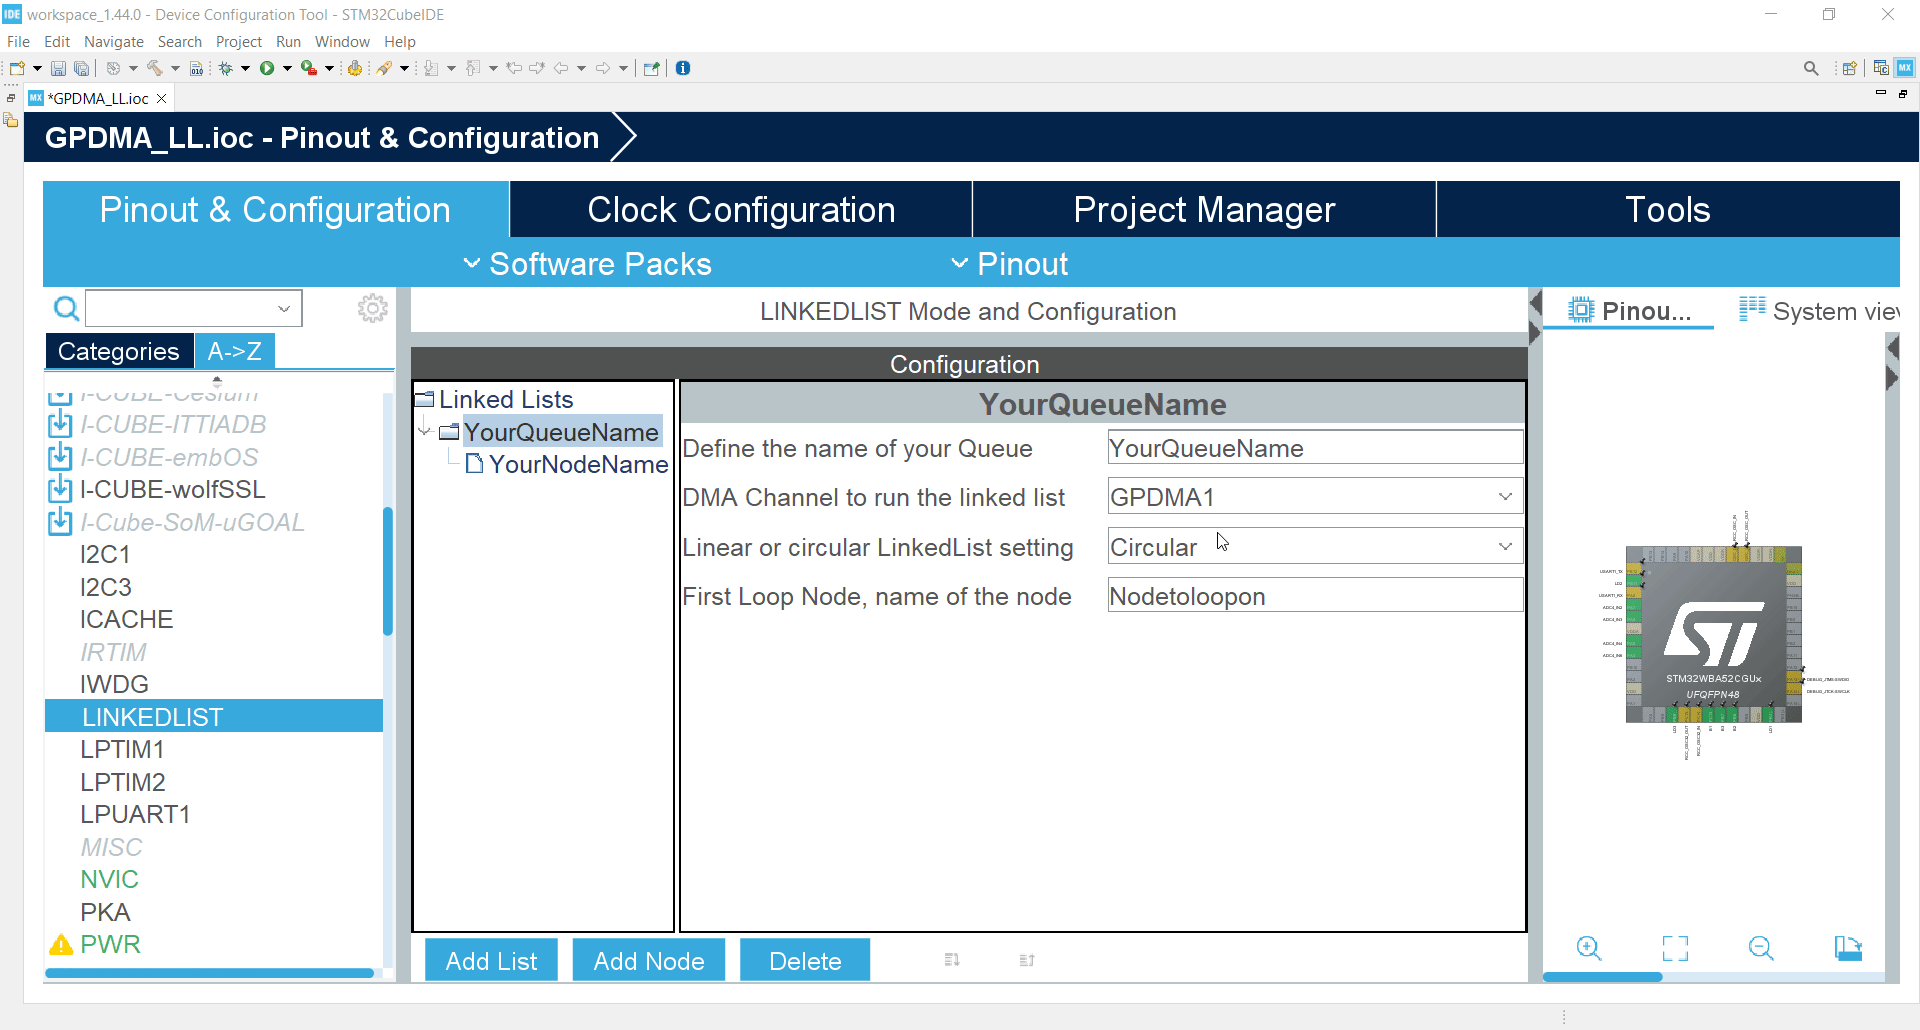 IDE workspace_1.44.0 - Device Configuration Tool - STM32CubeIDE
File Edit Navigate Search Project Run Window Help
MX
MX *GPDMA_LL.ioc
GPDMA_LL.ioc - Pinout & Configuration
Pinout & Configuration Clock Configuration Project Manager Tools
Software Packs Pinout
LINKEDLIST Mode and Configuration
Pinou... System view
Categories A->Z
I-CUBE-Cesium
I-CUBE-ITTIADB
I-CUBE-embOS
I-CUBE-wolfSSL
I-Cube-SoM-uGOAL
I2C1
I2C3
ICACHE
IRTIM
IWDG
LINKEDLIST
LPTIM1
LPTIM2
LPUART1
MISC
NVIC
PKA
PWR
Configuration
Linked Lists
YourQueueName
YourNodeName
YourQueueName
Define the name of your Queue YourQueueName
DMA Channel to run the linked list GPDMA1
Linear or circular LinkedList setting Circular
First Loop Node, name of the node Nodetoloopon
Add List Add Node Delete
STM32WBA52CGUx
UFQFPN48